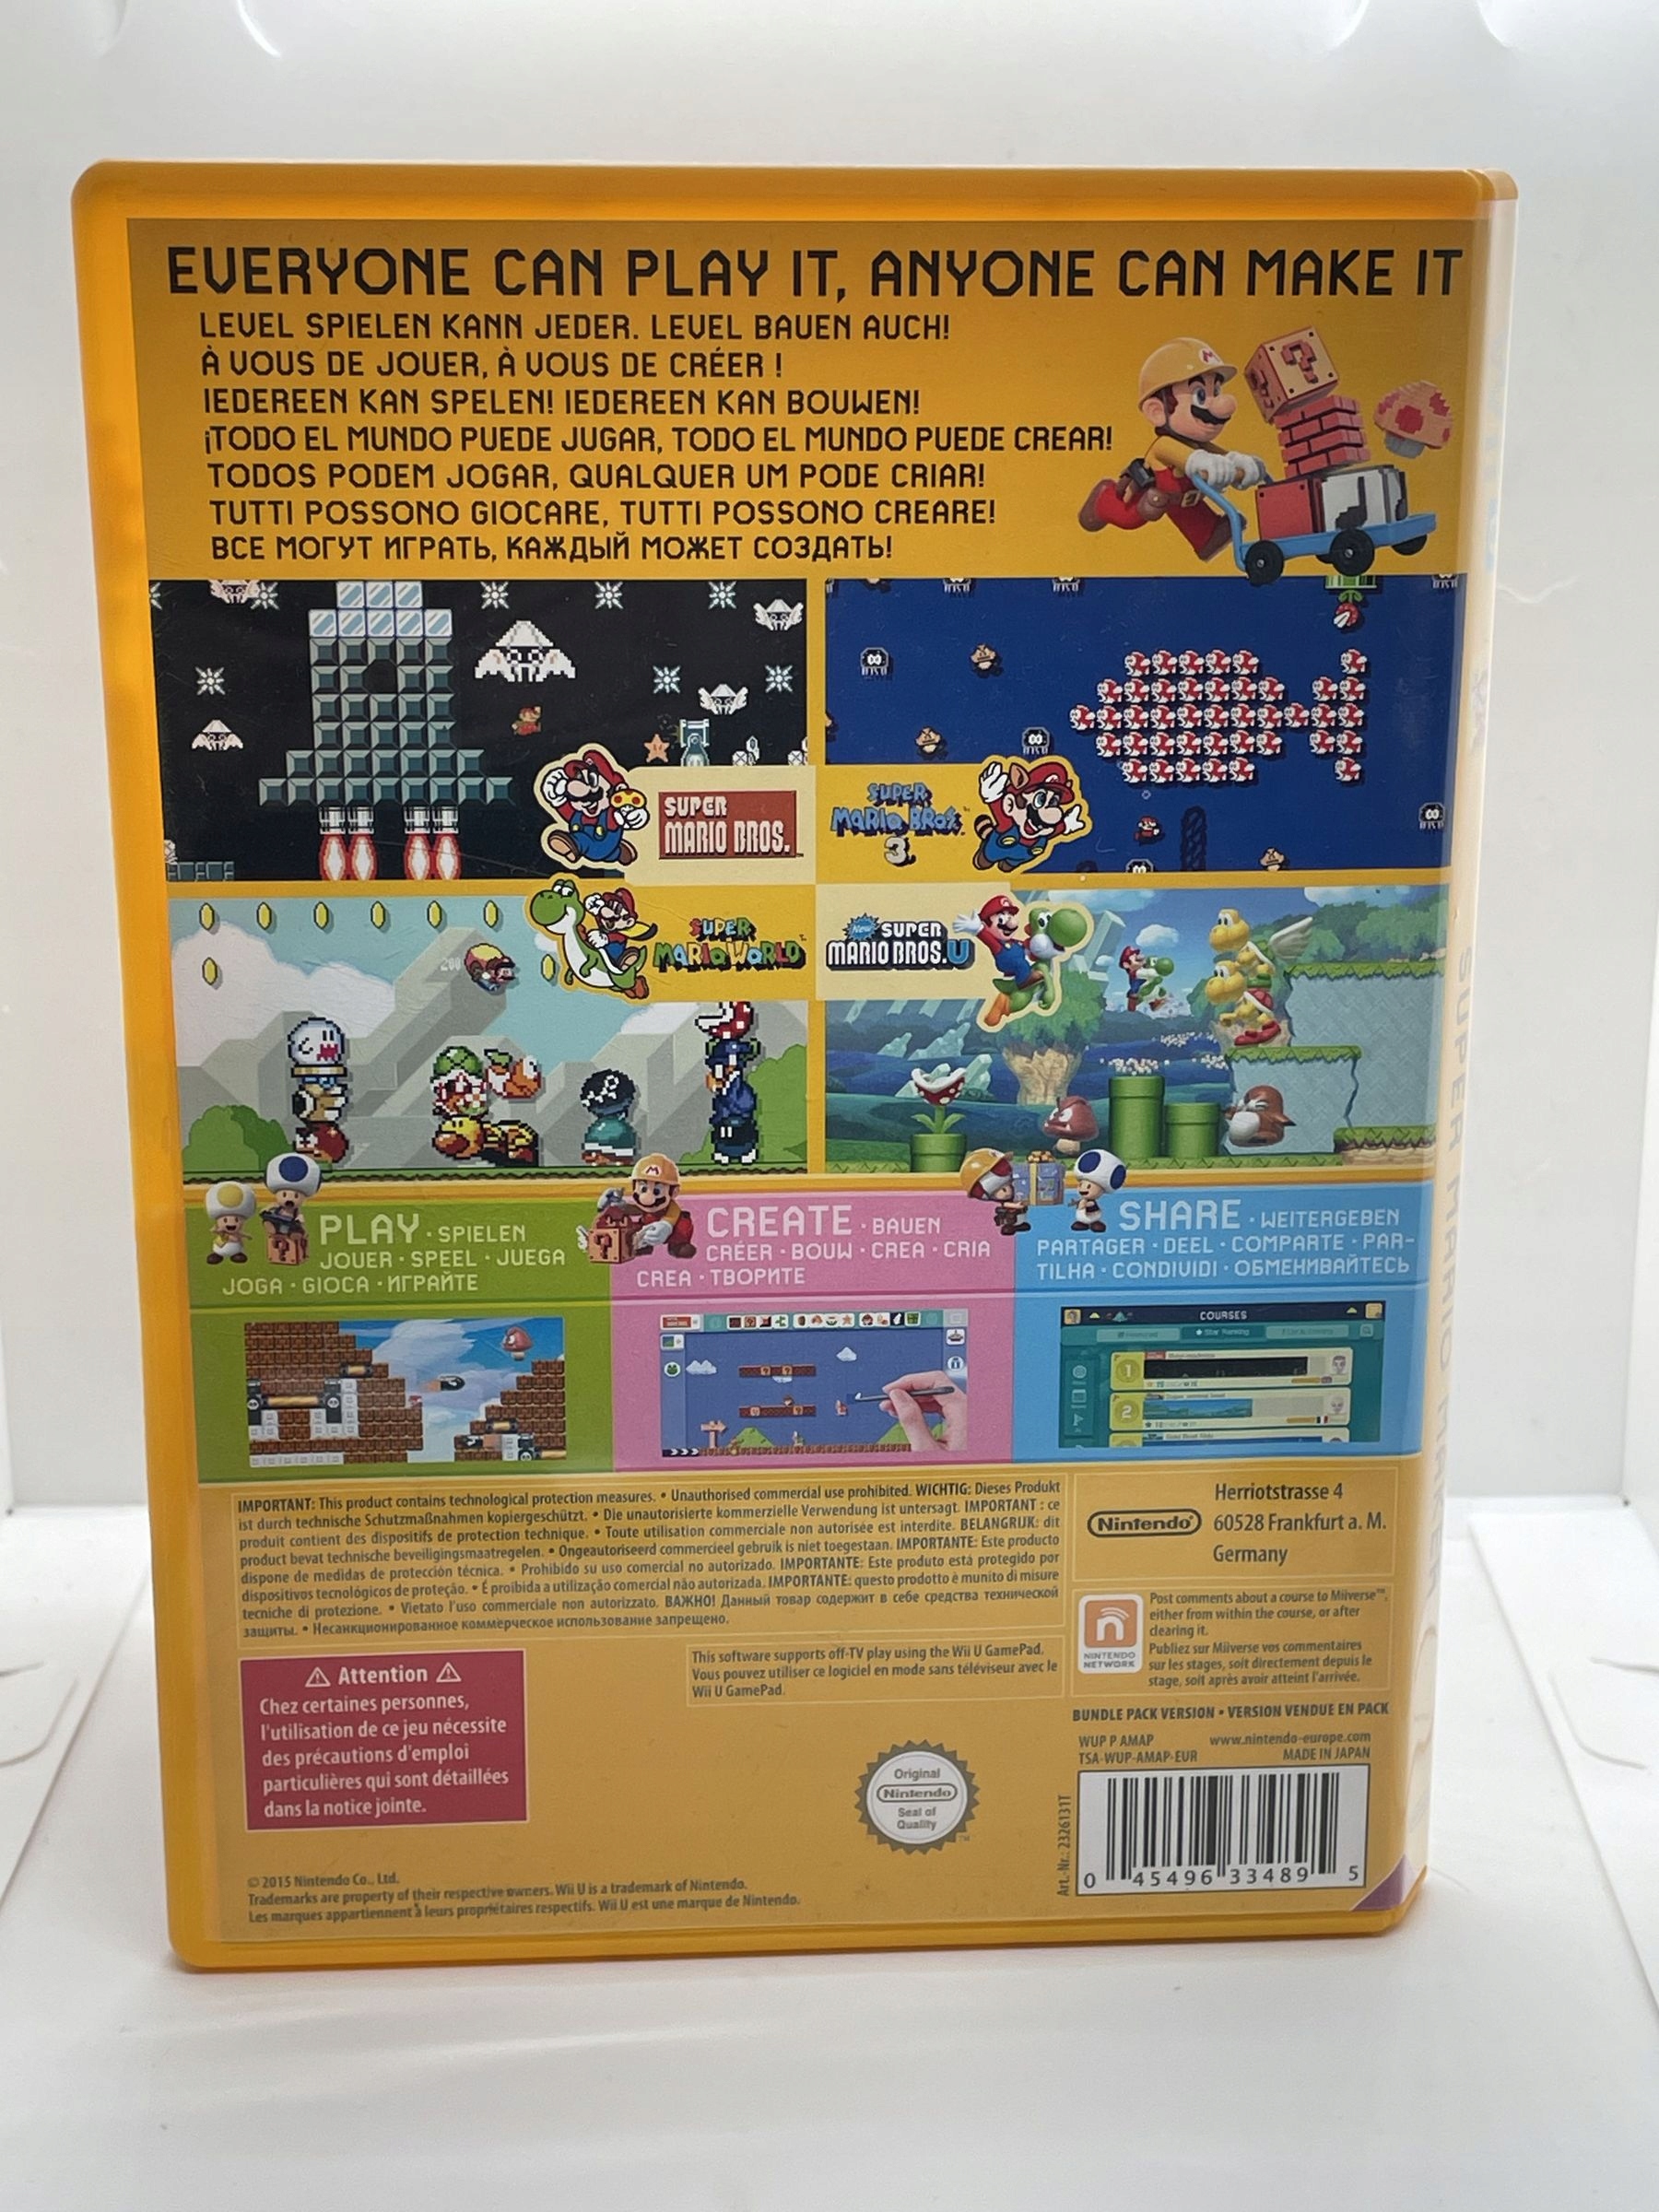 EVERYONE CAN PLAY IT, ANYONE CAN MAKE IT
LEVEL SPIELEN KANN JEDER. LEVEL BAUEN AUCH!
À VOUS DE JOUER, À VOUS DE CRÉER !
IEDEREEN KAN SPELEN! IEDEREEN KAN BOUWEN!
¡TODO EL MUNDO PUEDE JUGAR, TODO EL MUNDO PUEDE CREAR!
TODOS PODEM JOGAR, QUALQUER UM PODE CRIAR!
TUTTI POSSONO GIOCARE, TUTTI POSSONO CREARE!
ВСЕ МОГУТ ИГРАТЬ, КАЖДЫЙ МОЖЕТ СОЗДАТЬ!
SUPER
MARIO BROS.
SUPER
MARIO BROS.
3
SUPER
MARIO WORLD
New SUPER
MARIO BROS. U
200
PLAY · SPIELEN
JOUER · SPEEL · JUEGA
JOGA · GIOCA · ИГРАЙТЕ
CREATE · BAUEN
CRÉER · BOUW · CREA · CRIA
CREA · ТВОРИТЕ
SHARE · WEITERGEBEN
PARTAGER · DEEL · COMPARTE · PAR-
TILHA · CONDIVIDI · ОБМЕНИВАЙТЕСЬ
COURSES
Star Ranking
1
2
IMPORTANT: This product contains technological protection measures. • Unauthorised commercial use prohibited. WICHTIG: Dieses Produkt
ist durch technische Schutzmaßnahmen kopiergeschützt. • Die unautorisierte kommerzielle Verwendung ist untersagt. IMPORTANT : ce
produit contient des dispositifs de protection technique. • Toute utilisation commerciale non autorisée est interdite. BELANGRIJK: dit
product bevat technische beveiligingsmaatregelen. • Ongeautoriseerd commercieel gebruik is niet toegestaan. IMPORTANTE: Este producto
dispone de medidas de protección técnica. • Prohibido su uso comercial no autorizado. IMPORTANTE: Este produto está protegido por
dispositivos tecnológicos de proteção. • É proibida a utilização comercial não autorizada. IMPORTANTE: questo prodotto è munito di misure
tecniche di protezione. • Vietato l'uso commerciale non autorizzato. ВАЖНО! Данный товар содержит в себе средства технической
защиты. • Несанкционированное коммерческое использование запрещено.
Nintendo
Herriotstrasse 4
60528 Frankfurt a. M.
Germany
NINTENDO
NETWORK
Post comments about a course to Miiverse™,
either from within the course, or after
clearing it.
Publiez sur Miiverse vos commentaires
sur les stages, soit directement depuis le
stage, soit après avoir atteint l'arrivée.
This software supports off-TV play using the Wii U GamePad.
Vous pouvez utiliser ce logiciel en mode sans téléviseur avec le
Wii U GamePad.
⚠ Attention ⚠
Chez certaines personnes,
l'utilisation de ce jeu nécessite
des précautions d'emploi
particulières qui sont détaillées
dans la notice jointe.
BUNDLE PACK VERSION • VERSION VENDUE EN PACK
WUP P AMAP www.nintendo-europe.com
TSA-WUP-AMAP-EUR MADE IN JAPAN
Original
Nintendo
Seal of
Quality
TM
Art.-Nr.: 2326131T
0 45496 33489 5
© 2015 Nintendo Co., Ltd.
Trademarks are property of their respective owners. Wii U is a trademark of Nintendo.
Les marques appartiennent à leurs propriétaires respectifs. Wii U est une marque de Nintendo.
SUPER MARIO MAKER